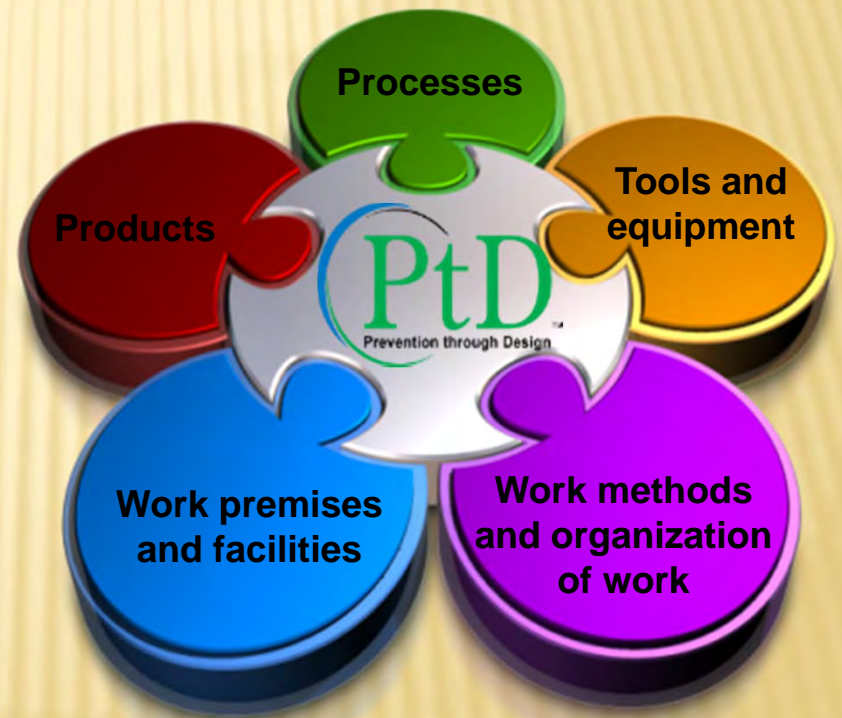 Processes
Tools and
equipment
Products
PtD
™
Prevention through Design
Work premises
and facilities
Work methods
and organization
of work